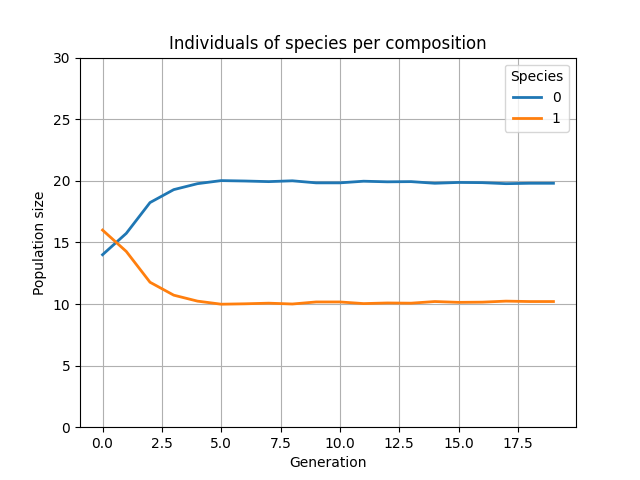 Individuals of species per composition
30
25
20
15
10
5
0
Population size
Species
0
1
0.0 2.5 5.0 7.5 10.0 12.5 15.0 17.5
Generation